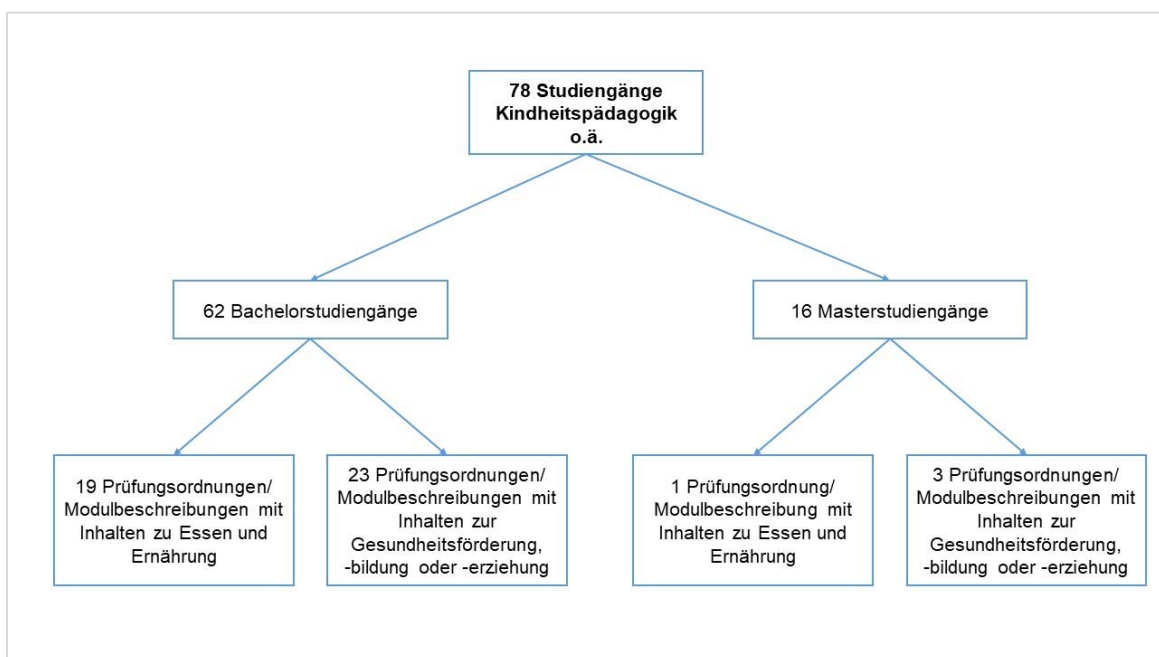 78 Studiengänge
Kindheitspädagogik
o.ä.
62 Bachelorstudiengänge
16 Masterstudiengänge
19 Prüfungsordnungen/
Modulbeschreibungen mit
Inhalten zu Essen und
Ernährung
23 Prüfungsordnungen/
Modulbeschreibungen mit
Inhalten zur
Gesundheitsförderung,
-bildung oder -erziehung
1 Prüfungsordnung/
Modulbeschreibung mit
Inhalten zu Essen und
Ernährung
3 Prüfungsordnungen/
Modulbeschreibungen mit
Inhalten zur
Gesundheitsförderung,
-bildung oder -erziehung